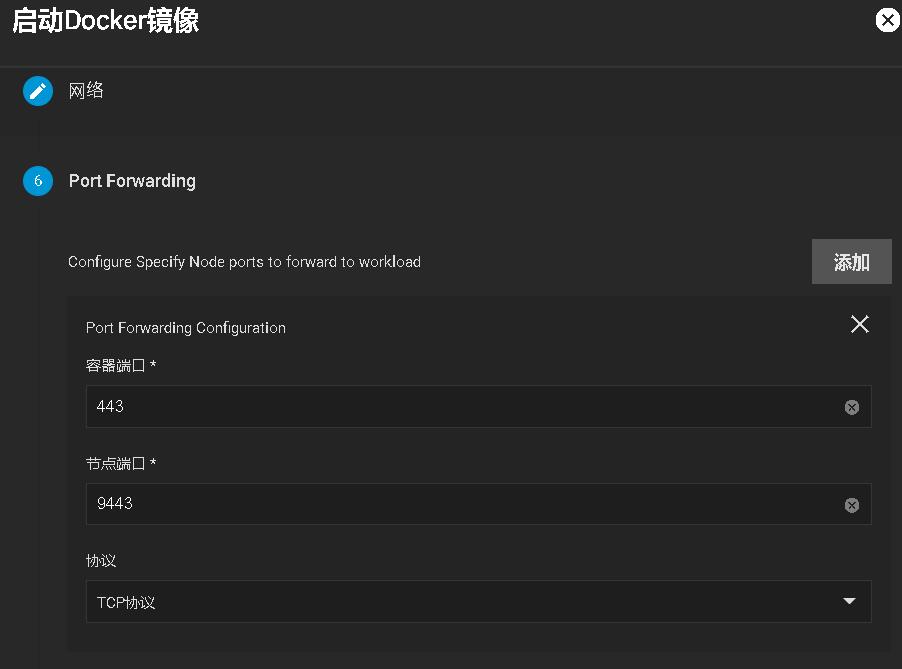 启动Docker镜像
网络
6
Port Forwarding
Configure Specify Node ports to forward to workload
添加
Port Forwarding Configuration
容器端口 *
443
节点端口 *
9443
协议
TCP协议